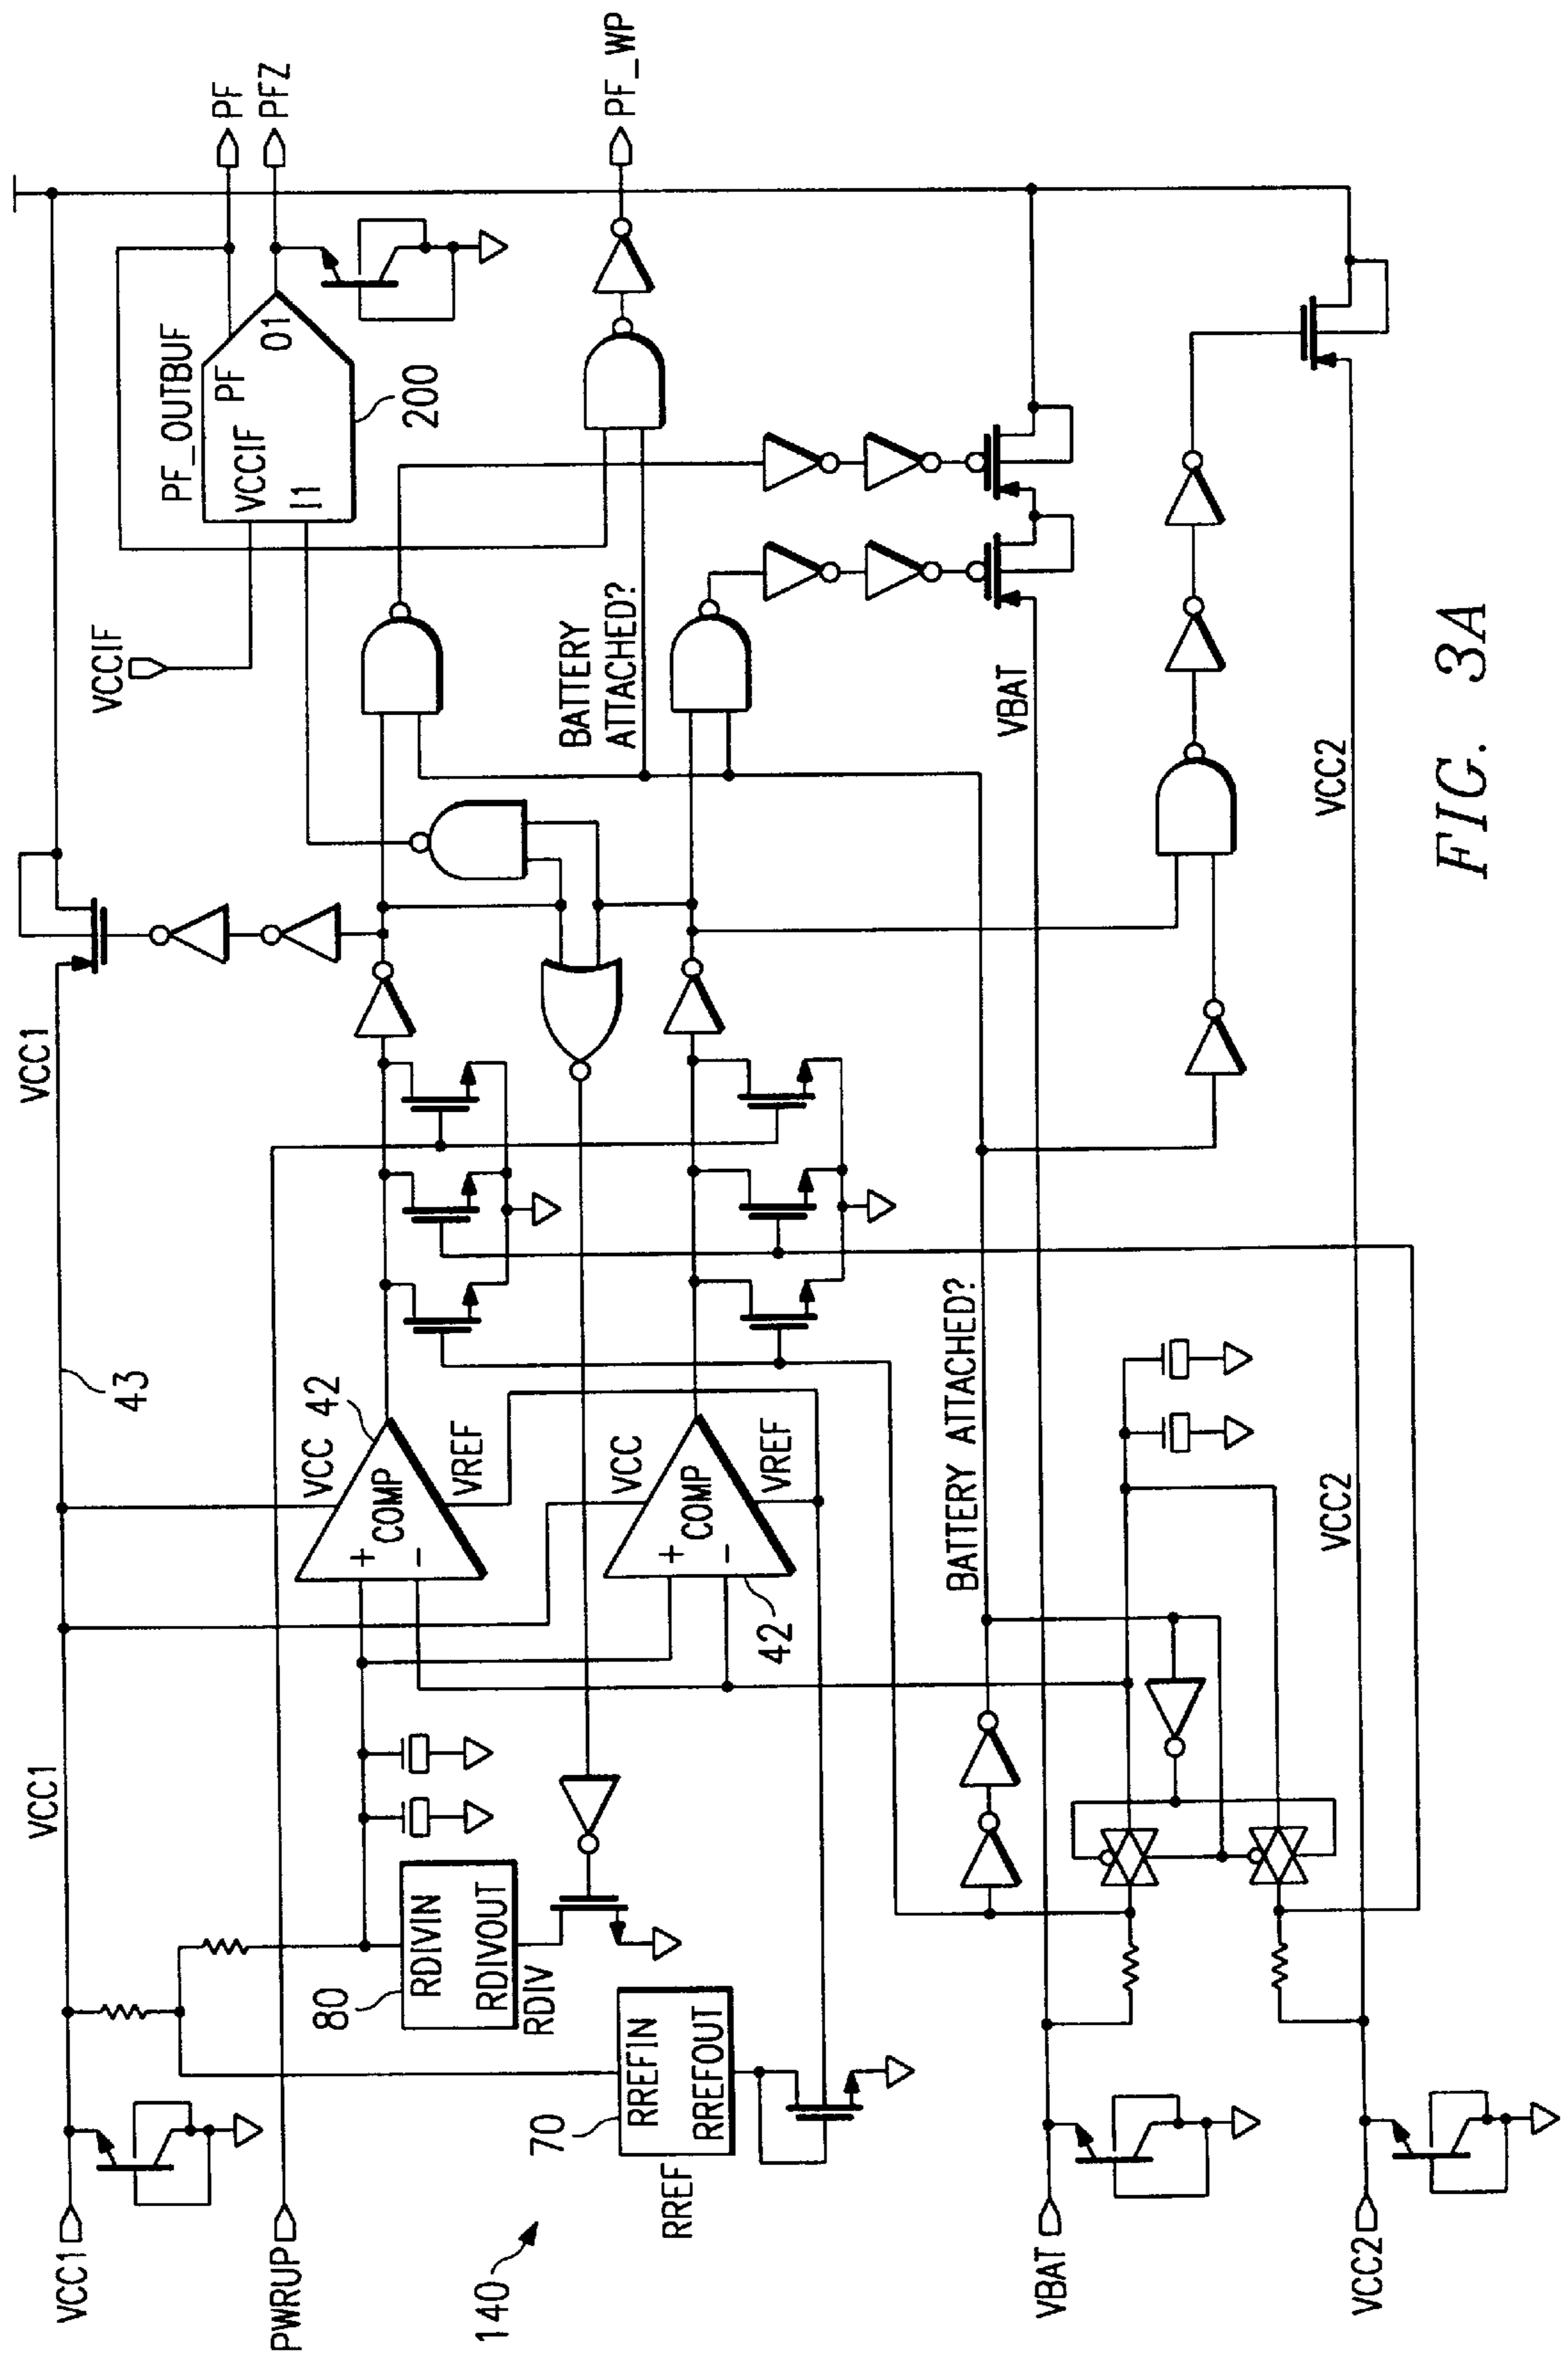 VCC1
PWRUP
140
VBAT
VCC2
RREF
70
RREFIN
RREFOUT
80
RDIVIN
RDIVOUT
RDIV
VCC1
43
VCC
42
+
-
COMP
VREF
VCC
+
-
COMP
VREF
42
BATTERY ATTACHED?
VCC2
VCC1
VCCIF
BATTERY
ATTACHED?
VBAT
VCC2
PF_OUTBUF
VCCIF
PF
I1
O1
200
PF
PFZ
PF_WP
FIG. 3A